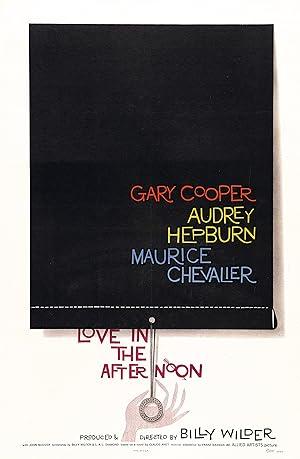 GARY COOPER
AUDREY
HEPBURN
MAURICE
CHEVALIER
LOVE IN
THE
AFTERNOON
PRODUCED & DIRECTED BY BILLY WILDER